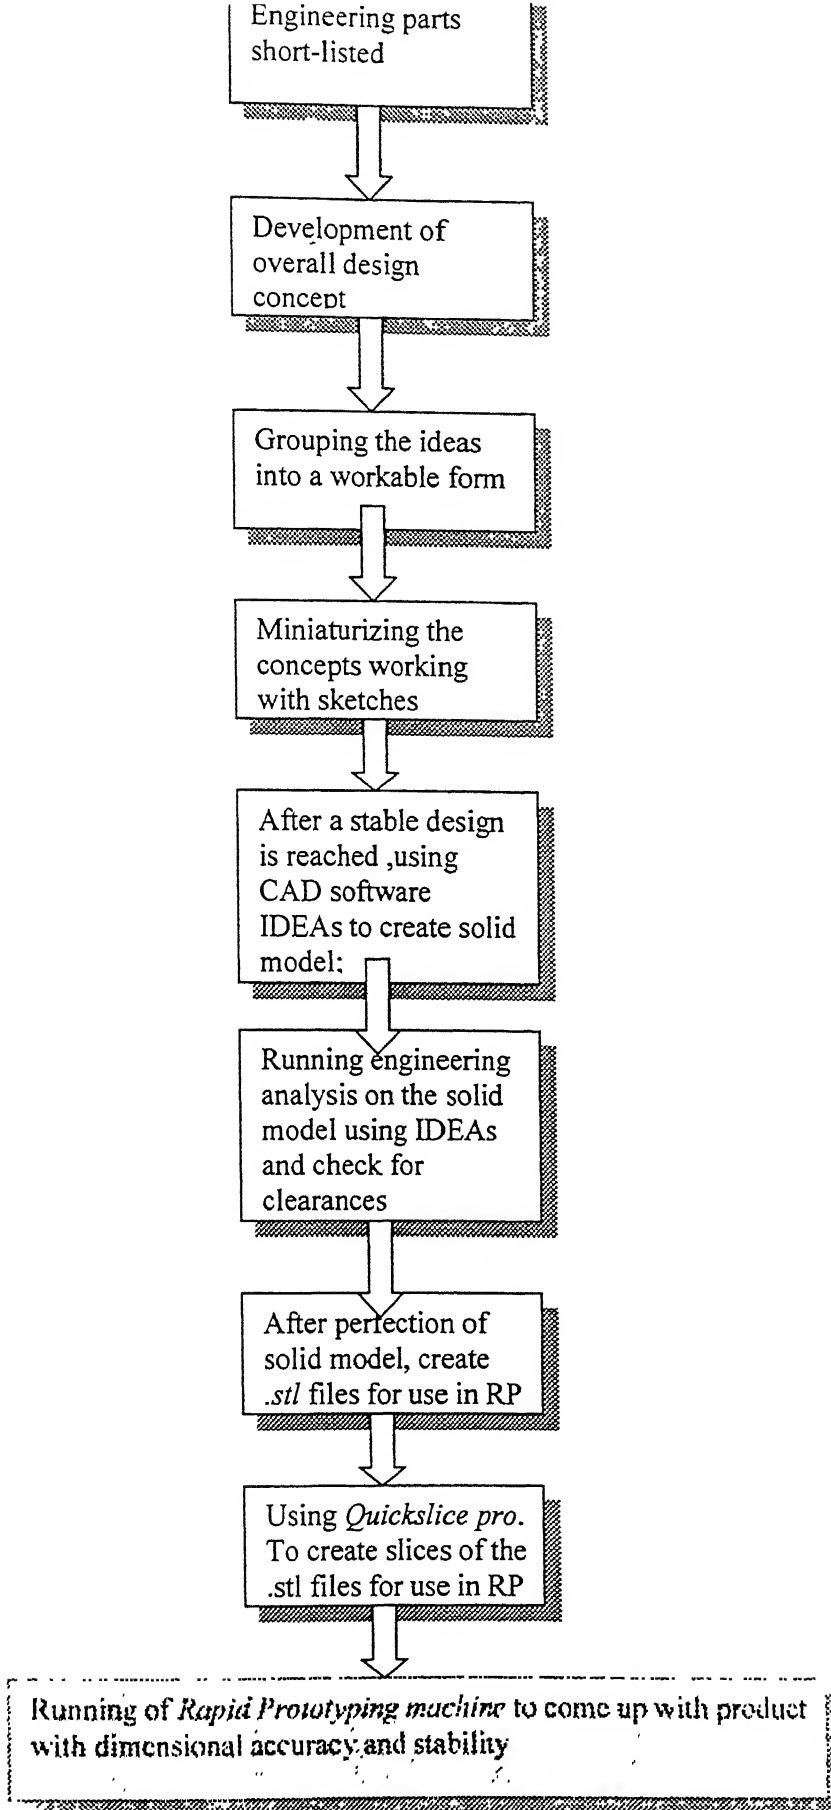 Engineering parts
short-listed
Development of
overall design
concept
Grouping the ideas
into a workable form
Miniaturizing the
concepts working
with sketches
After a stable design
is reached ,using
CAD software
IDEAs to create solid
model;
Running engineering
analysis on the solid
model using IDEAs
and check for
clearances
After perfection of
solid model, create
.stl files for use in RP
Using Quickslice pro.
To create slices of the
.stl files for use in RP
Running of Rapid Prototyping machine to come up with product
with dimensional accuracy and stability